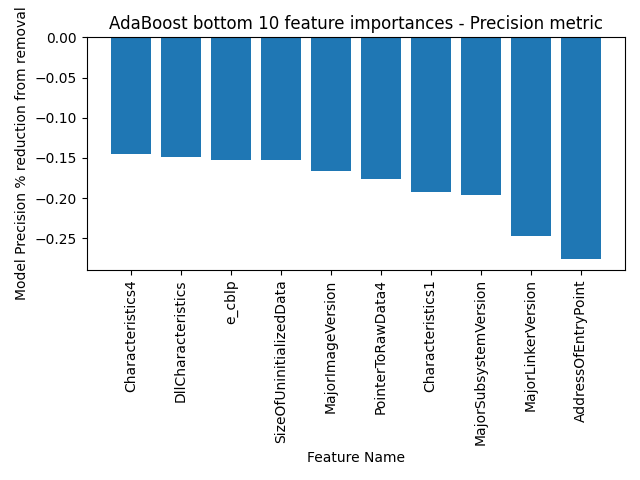 AdaBoost bottom 10 feature importances - Precision metric
Model Precision % reduction from removal
0.00
−0.05
−0.10
−0.15
−0.20
−0.25
Characteristics4
DllCharacteristics
e_cblp
SizeOfUninitializedData
MajorImageVersion
PointerToRawData4
Characteristics1
MajorSubsystemVersion
MajorLinkerVersion
AddressOfEntryPoint
Feature Name